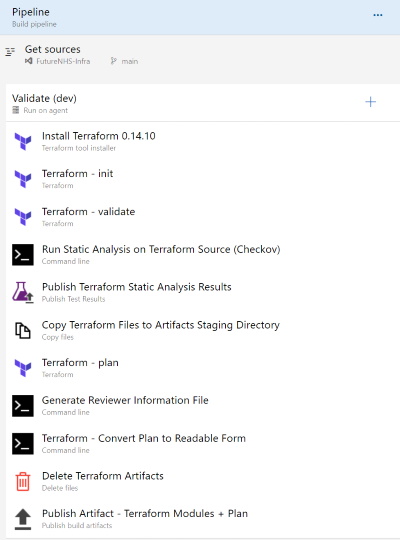 Pipeline
Build pipeline
Get sources
FutureNHS-Infra main
Validate (dev)
Run on agent
Install Terraform 0.14.10
Terraform tool installer
Terraform - init
Terraform
Terraform - validate
Terraform
Run Static Analysis on Terraform Source (Checkov)
Command line
Publish Terraform Static Analysis Results
Publish Test Results
Copy Terraform Files to Artifacts Staging Directory
Copy files
Terraform - plan
Terraform
Generate Reviewer Information File
Command line
Terraform - Convert Plan to Readable Form
Command line
Delete Terraform Artifacts
Delete files
Publish Artifact - Terraform Modules + Plan
Publish build artifacts